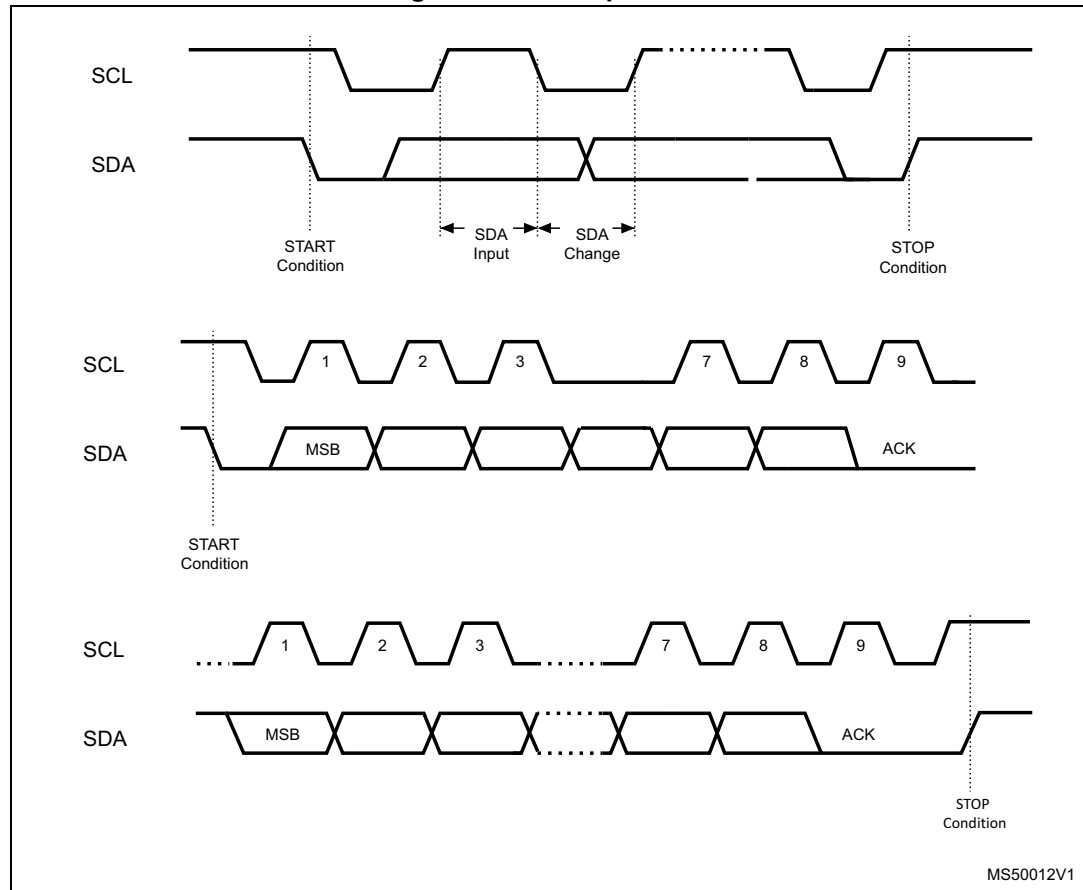 SCL
SDA
START
Condition
SDA
Input
SDA
Change
STOP
Condition
SCL
1 2 3 7 8 9
SDA
MSB ACK
START
Condition
SCL
1 2 3 7 8 9
SDA
MSB ACK
STOP
Condition
MS50012V1